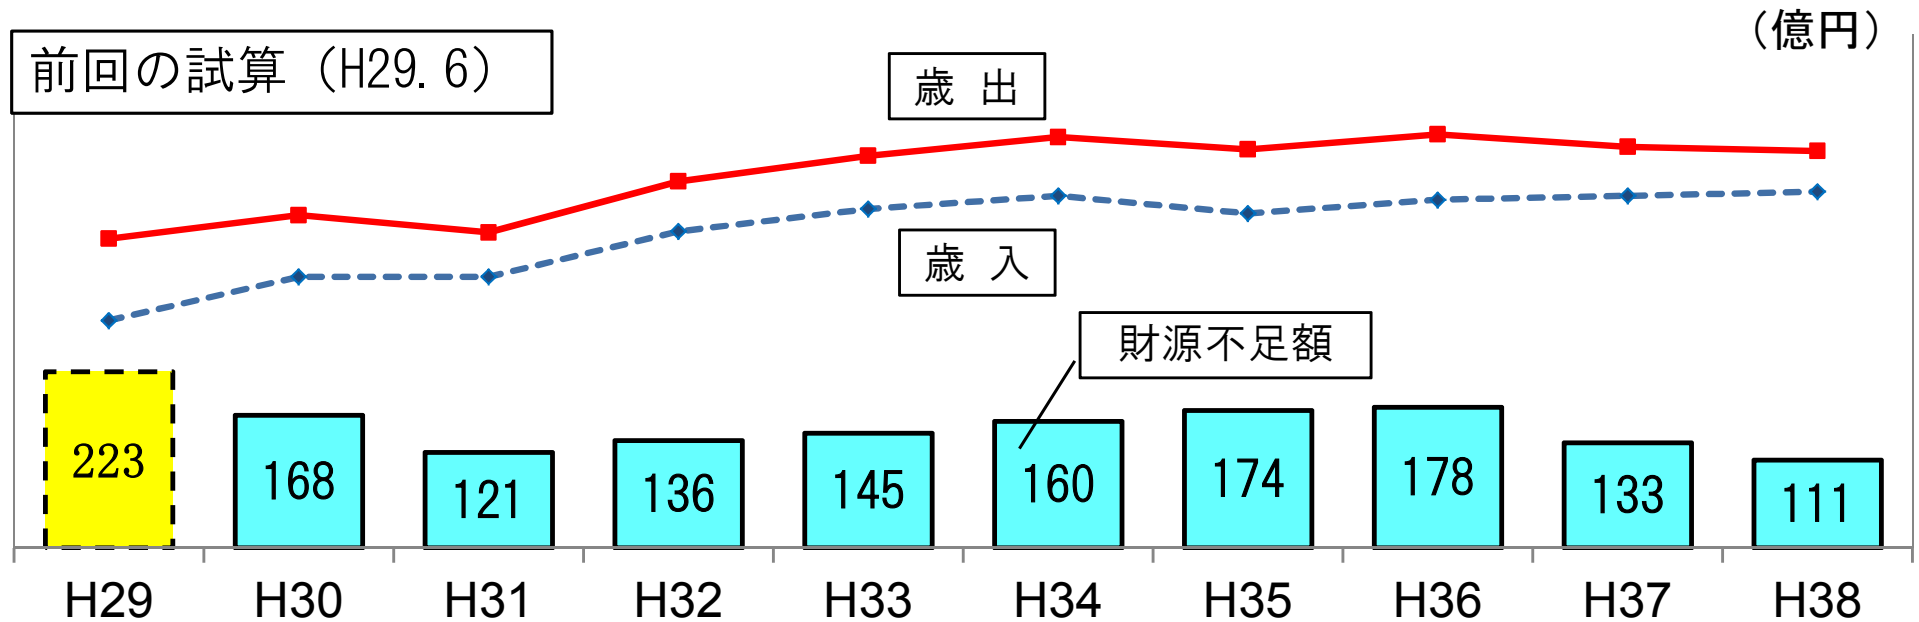 （億円）
前回の試算（H29.6）
歳 出
歳 入
財源不足額
223 168 121 136 145 160 174 178 133 111
H29 H30 H31 H32 H33 H34 H35 H36 H37 H38